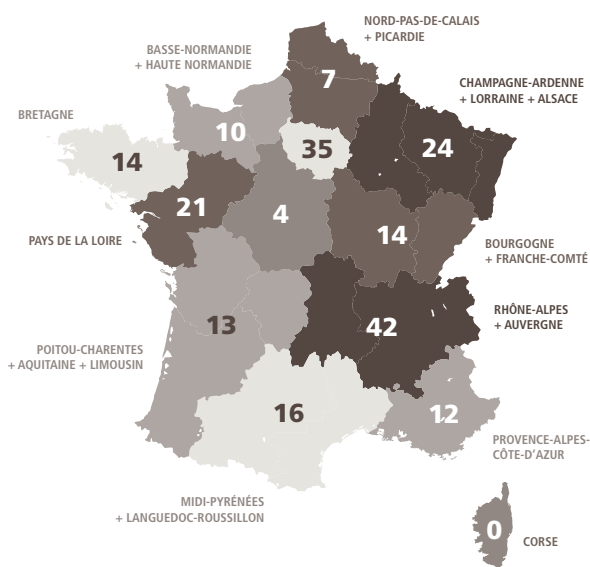 NORD-PAS-DE-CALAIS
+ PICARDIE
7
BASSE-NORMANDIE
+ HAUTE NORMANDIE
10
CHAMPAGNE-ARDENNE
+ LORRAINE + ALSACE
24
BRETAGNE
14
35
21
PAYS DE LA LOIRE
4
14
BOURGOGNE
+ FRANCHE-COMTÉ
RHÔNE-ALPES
+ AUVERGNE
42
13
POITOU-CHARENTES
+ AQUITAINE + LIMOUSIN
16
12
PROVENCE-ALPES-
CÔTE-D’AZUR
MIDI-PYRÉNÉES
+ LANGUEDOC-ROUSSILLON
0
CORSE